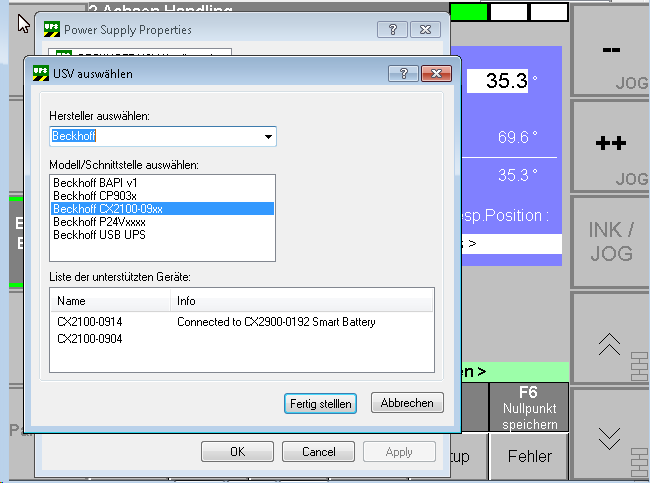 2 Achsen Handling
UPS Power Supply Properties
UPS USV auswählen
Hersteller auswählen:
Beckhoff
Modell/Schnittstelle auswählen:
Beckhoff BAPI v1
Beckhoff CP903x
Beckhoff CX2100-09xx
Beckhoff P24Vxxxx
Beckhoff USB UPS
Liste der unterstützten Geräte:
Name Info
CX2100-0914 Connected to CX2900-0192 Smart Battery
CX2100-0904
Fertig stelllen Abbrechen
OK Cancel Apply
35.3 °
69.6 °
35.3 °
esp.Position :
s >
en >
F6
Nullpunkt
speichern
tup Fehler
--
JOG
++
JOG
INK /
JOG